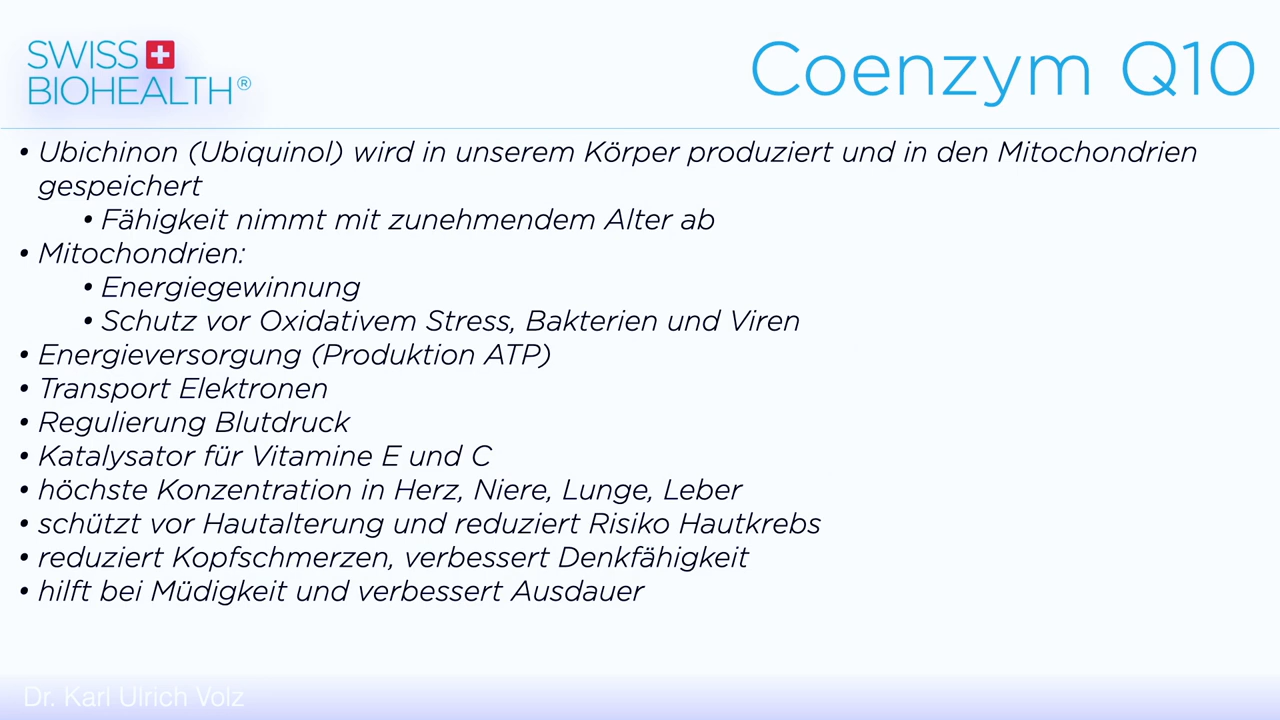 SWISS
BIOHEALTH®
Coenzym Q10
• Ubichinon (Ubiquinol) wird in unserem Körper produziert und in den Mitochondrien
gespeichert
• Fähigkeit nimmt mit zunehmendem Alter ab
• Mitochondrien:
• Energiegewinnung
• Schutz vor Oxidativem Stress, Bakterien und Viren
• Energieversorgung (Produktion ATP)
• Transport Elektronen
• Regulierung Blutdruck
• Katalysator für Vitamine E und C
• höchste Konzentration in Herz, Niere, Lunge, Leber
• schützt vor Hautalterung und reduziert Risiko Hautkrebs
• reduziert Kopfschmerzen, verbessert Denkfähigkeit
• hilft bei Müdigkeit und verbessert Ausdauer
Dr. Karl Ulrich Volz